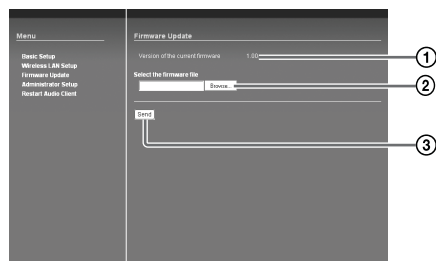 Menu
Basic Setup
Wireless LAN Setup
Firmware Update
Administrator Setup
Restart Audio Client
Firmware Update
Version of the current firmware 1.00 1
Select the firmware file
Browse... 2
Send
3